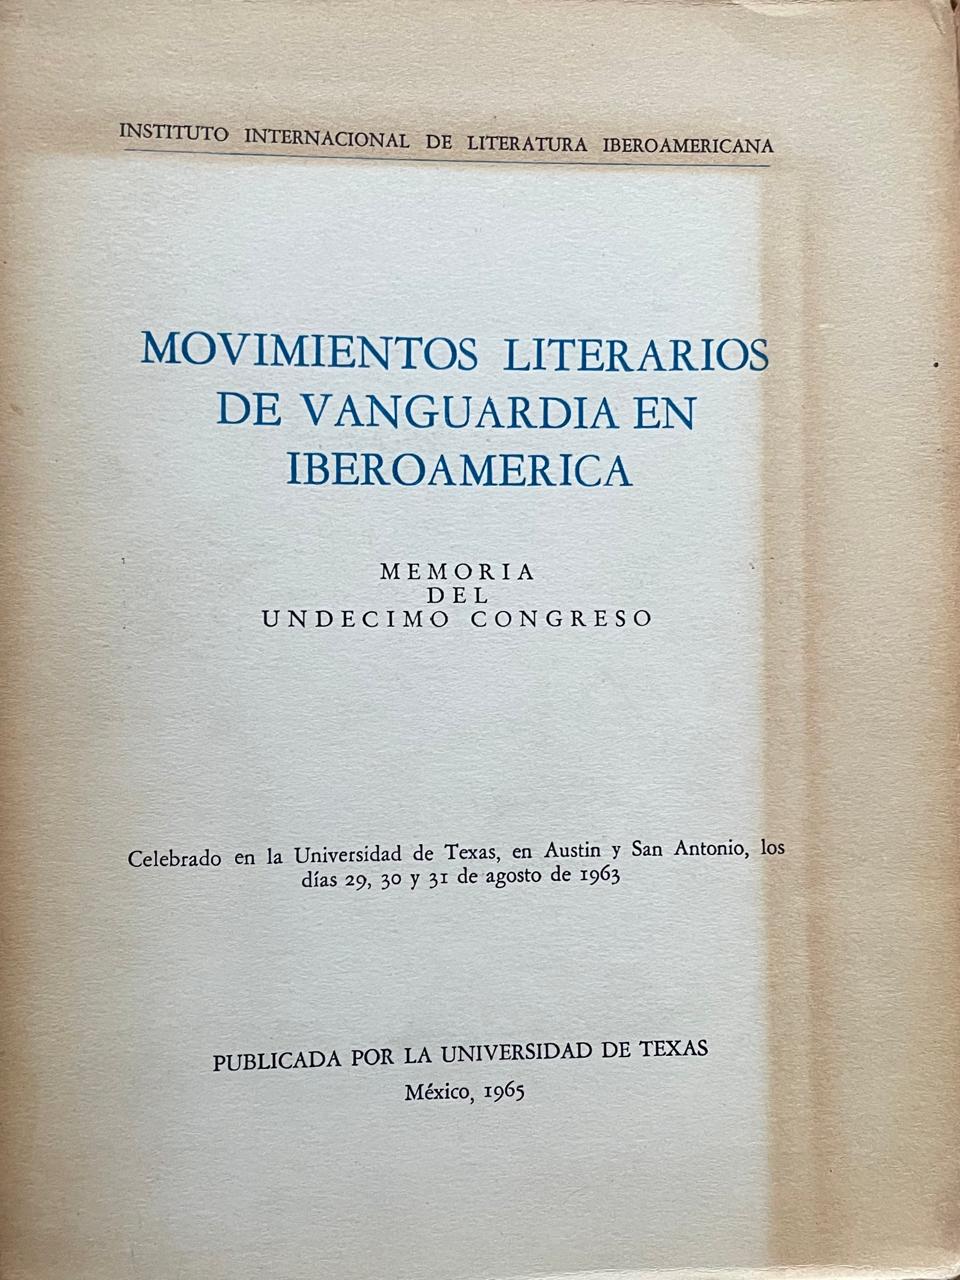 INSTITUTO INTERNACIONAL DE LITERATURA IBEROAMERICANA
MOVIMIENTOS LITERARIOS
DE VANGUARDIA EN
IBEROAMERICA
MEMORIA
DEL
UNDECIMO CONGRESO
Celebrado en la Universidad de Texas, en Austin y San Antonio, los
días 29, 30 y 31 de agosto de 1963
PUBLICADA POR LA UNIVERSIDAD DE TEXAS
México, 1965